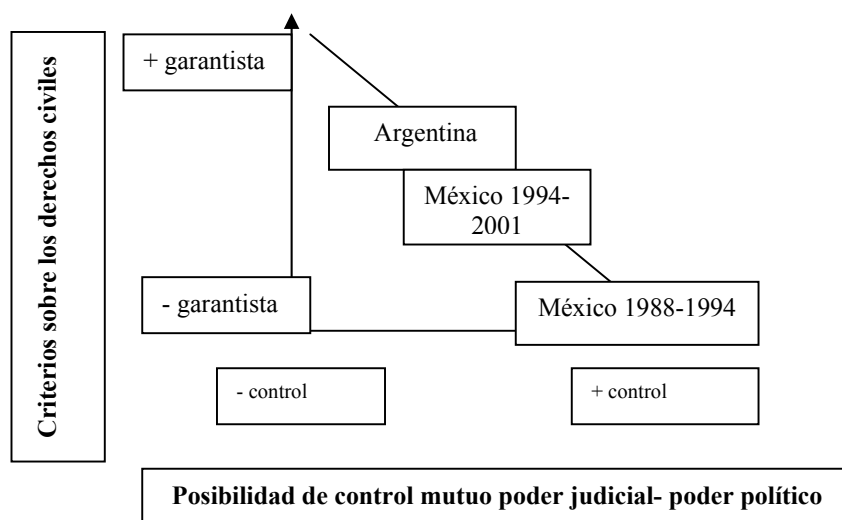 Criterios sobre los derechos civiles
+ garantista
Argentina
México 1994-
2001
- garantista
México 1988-1994
- control
+ control
Posibilidad de control mutuo poder judicial- poder político